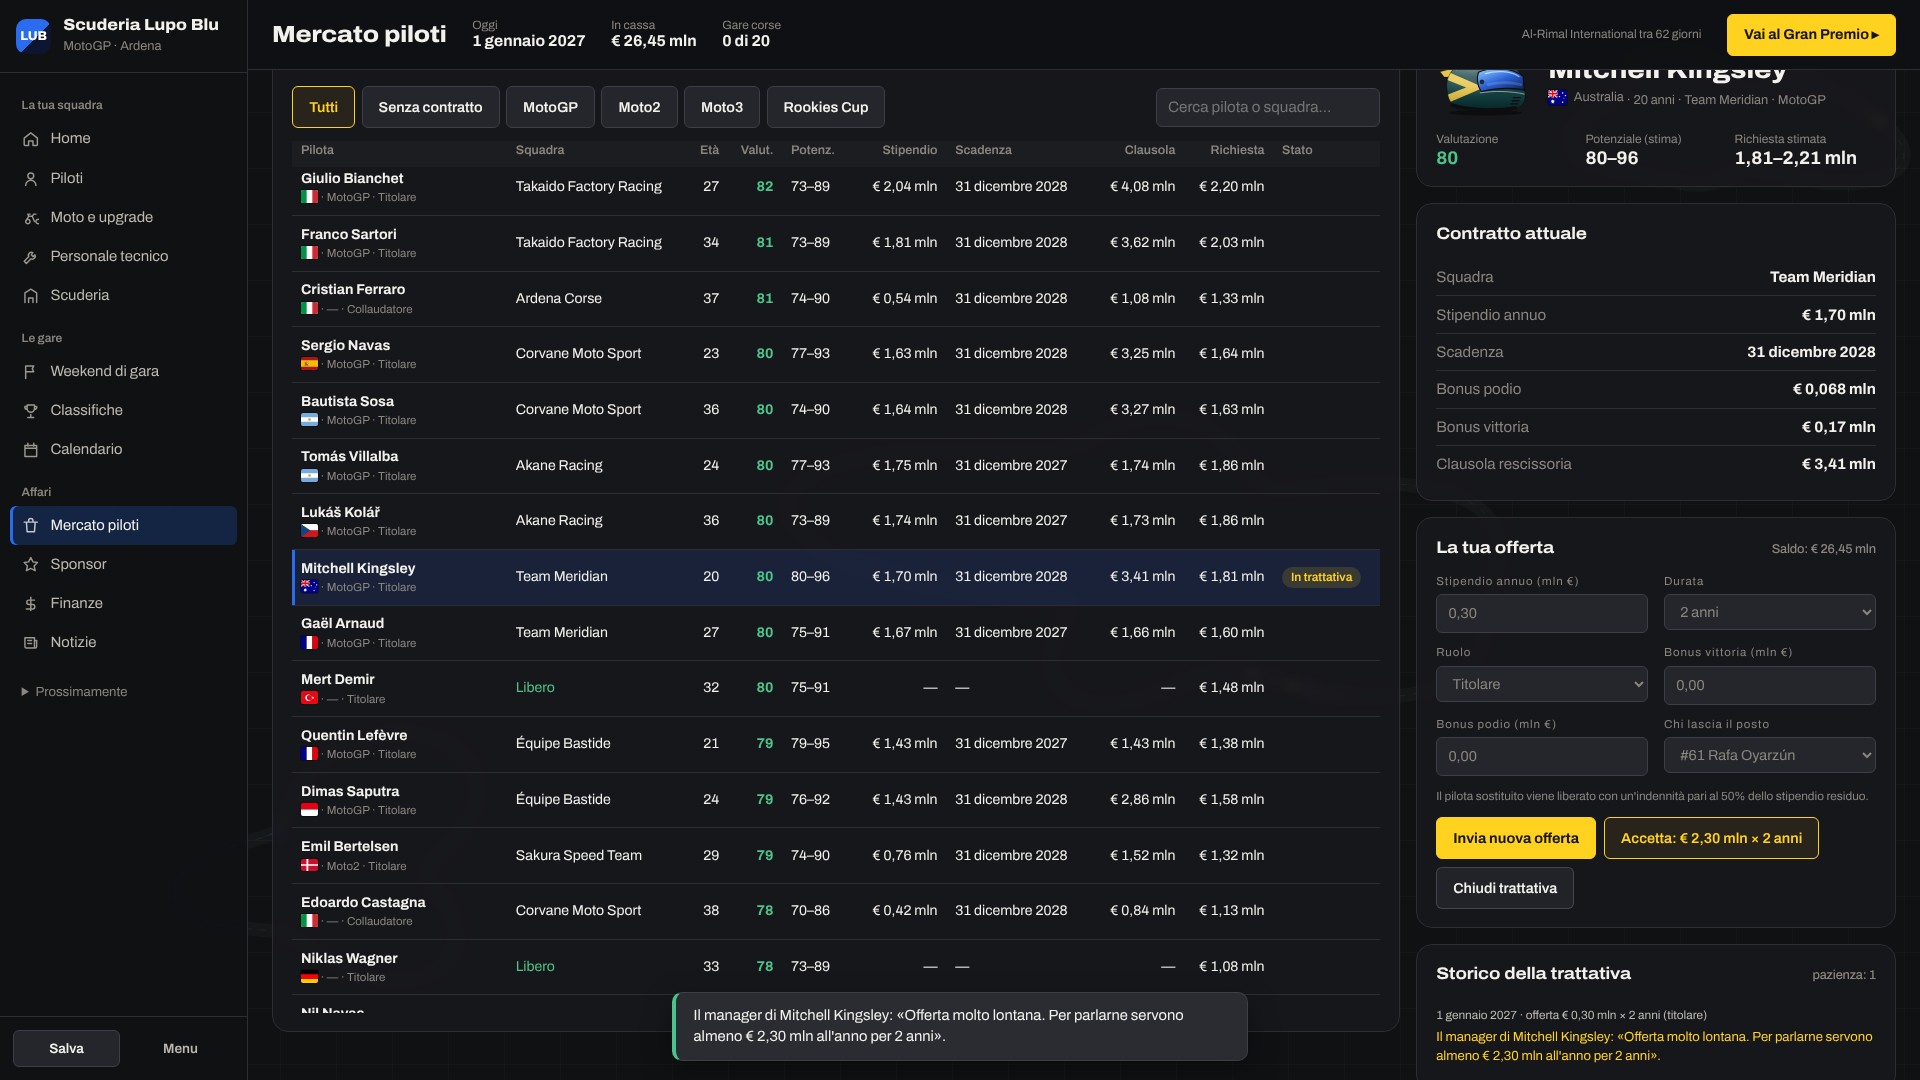 LUB
Scuderia Lupo Blu
MotoGP · Ardena
La tua squadra
Home
Piloti
Moto e upgrade
Personale tecnico
Scuderia
Le gare
Weekend di gara
Classifiche
Calendario
Affari
Mercato piloti
Sponsor
Finanze
Notizie
Prossimamente
Salva
Menu
Mercato piloti
Oggi
1 gennaio 2027
In cassa
€ 26,45 mln
Gare corse
0 di 20
Al-Rimal International tra 62 giorni
Vai al Gran Premio ▸
Tutti
Senza contratto
MotoGP
Moto2
Moto3
Rookies Cup
Cerca pilota o squadra...
Pilota Squadra Età Valut. Potenz. Stipendio Scadenza Clausola Richiesta Stato
Giulio Bianchet
· MotoGP · Titolare
Takaido Factory Racing 27 82 73–89 € 2,04 mln 31 dicembre 2028 € 4,08 mln € 2,20 mln
Franco Sartori
· MotoGP · Titolare
Takaido Factory Racing 34 81 73–89 € 1,81 mln 31 dicembre 2028 € 3,62 mln € 2,03 mln
Cristian Ferraro
· — · Collaudatore
Ardena Corse 37 81 74–90 € 0,54 mln 31 dicembre 2028 € 1,08 mln € 1,33 mln
Sergio Navas
· MotoGP · Titolare
Corvane Moto Sport 23 80 77–93 € 1,63 mln 31 dicembre 2028 € 3,25 mln € 1,64 mln
Bautista Sosa
· MotoGP · Titolare
Corvane Moto Sport 36 80 74–90 € 1,64 mln 31 dicembre 2028 € 3,27 mln € 1,63 mln
Tomás Villalba
· MotoGP · Titolare
Akane Racing 24 80 77–93 € 1,75 mln 31 dicembre 2027 € 1,74 mln € 1,86 mln
Lukáš Kolář
· MotoGP · Titolare
Akane Racing 36 80 73–89 € 1,74 mln 31 dicembre 2027 € 1,73 mln € 1,86 mln
Mitchell Kingsley
· MotoGP · Titolare
Team Meridian 20 80 80–96 € 1,70 mln 31 dicembre 2028 € 3,41 mln € 1,81 mln In trattativa
Gaël Arnaud
· MotoGP · Titolare
Team Meridian 27 80 75–91 € 1,67 mln 31 dicembre 2027 € 1,66 mln € 1,60 mln
Mert Demir
· — · Titolare
Libero 32 80 75–91 — — — € 1,48 mln
Quentin Lefèvre
· MotoGP · Titolare
Équipe Bastide 21 79 79–95 € 1,43 mln 31 dicembre 2027 € 1,43 mln € 1,38 mln
Dimas Saputra
· MotoGP · Titolare
Équipe Bastide 24 79 76–92 € 1,43 mln 31 dicembre 2028 € 2,86 mln € 1,58 mln
Emil Bertelsen
· Moto2 · Titolare
Sakura Speed Team 29 79 74–90 € 0,76 mln 31 dicembre 2028 € 1,52 mln € 1,32 mln
Edoardo Castagna
· — · Collaudatore
Corvane Moto Sport 38 78 70–86 € 0,42 mln 31 dicembre 2028 € 0,84 mln € 1,13 mln
Niklas Wagner
· — · Titolare
Libero 33 78 73–89 — — — € 1,08 mln
Nil Navas
Il manager di Mitchell Kingsley: «Offerta molto lontana. Per parlarne servono
almeno € 2,30 mln all'anno per 2 anni».
Mitchell Kingsley
Australia · 20 anni · Team Meridian · MotoGP
Valutazione
80
Potenziale (stima)
80–96
Richiesta stimata
1,81–2,21 mln
Contratto attuale
Squadra Team Meridian
Stipendio annuo € 1,70 mln
Scadenza 31 dicembre 2028
Bonus podio € 0,068 mln
Bonus vittoria € 0,17 mln
Clausola rescissoria € 3,41 mln
La tua offerta
Saldo: € 26,45 mln
Stipendio annuo (mln €)
0,30
Durata
2 anni
Ruolo
Titolare
Bonus vittoria (mln €)
0,00
Bonus podio (mln €)
0,00
Chi lascia il posto
#61 Rafa Oyarzún
Il pilota sostituito viene liberato con un'indennità pari al 50% dello stipendio residuo.
Invia nuova offerta
Accetta: € 2,30 mln × 2 anni
Chiudi trattativa
Storico della trattativa
pazienza: 1
1 gennaio 2027 · offerta € 0,30 mln × 2 anni (titolare)
Il manager di Mitchell Kingsley: «Offerta molto lontana. Per parlarne servono
almeno € 2,30 mln all'anno per 2 anni».